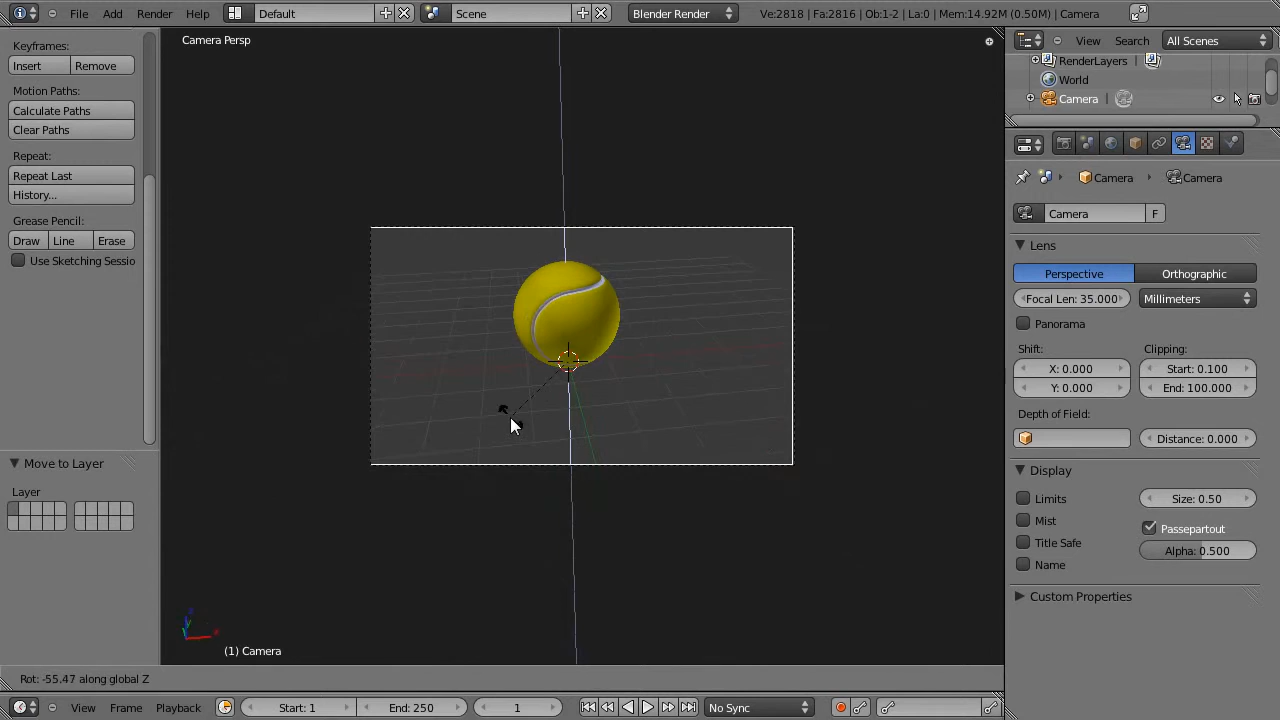 File Add Render Help Default Scene Blender Render Ve:2818 | Fa:2816 | Ob:1-2 | La:0 | Mem:14.92M (0.50M) | Camera
Keyframes:
Insert Remove
Motion Paths:
Calculate Paths
Clear Paths
Repeat:
Repeat Last
History...
Grease Pencil:
Draw Line Erase
Use Sketching Sessio
Move to Layer
Layer
Camera Persp
(1) Camera
Rot: -55.47 along global Z
View Search All Scenes
RenderLayers |
World
Camera |
Camera Camera
Camera F
Lens
Perspective Orthographic
Focal Len: 35.000 Millimeters
Panorama
Shift: Clipping:
X: 0.000 Start: 0.100
Y: 0.000 End: 100.000
Depth of Field:
Distance: 0.000
Display
Limits Size: 0.50
Mist Passepartout
Title Safe Alpha: 0.500
Name
Custom Properties
View Frame Playback Start: 1 End: 250 1 No Sync